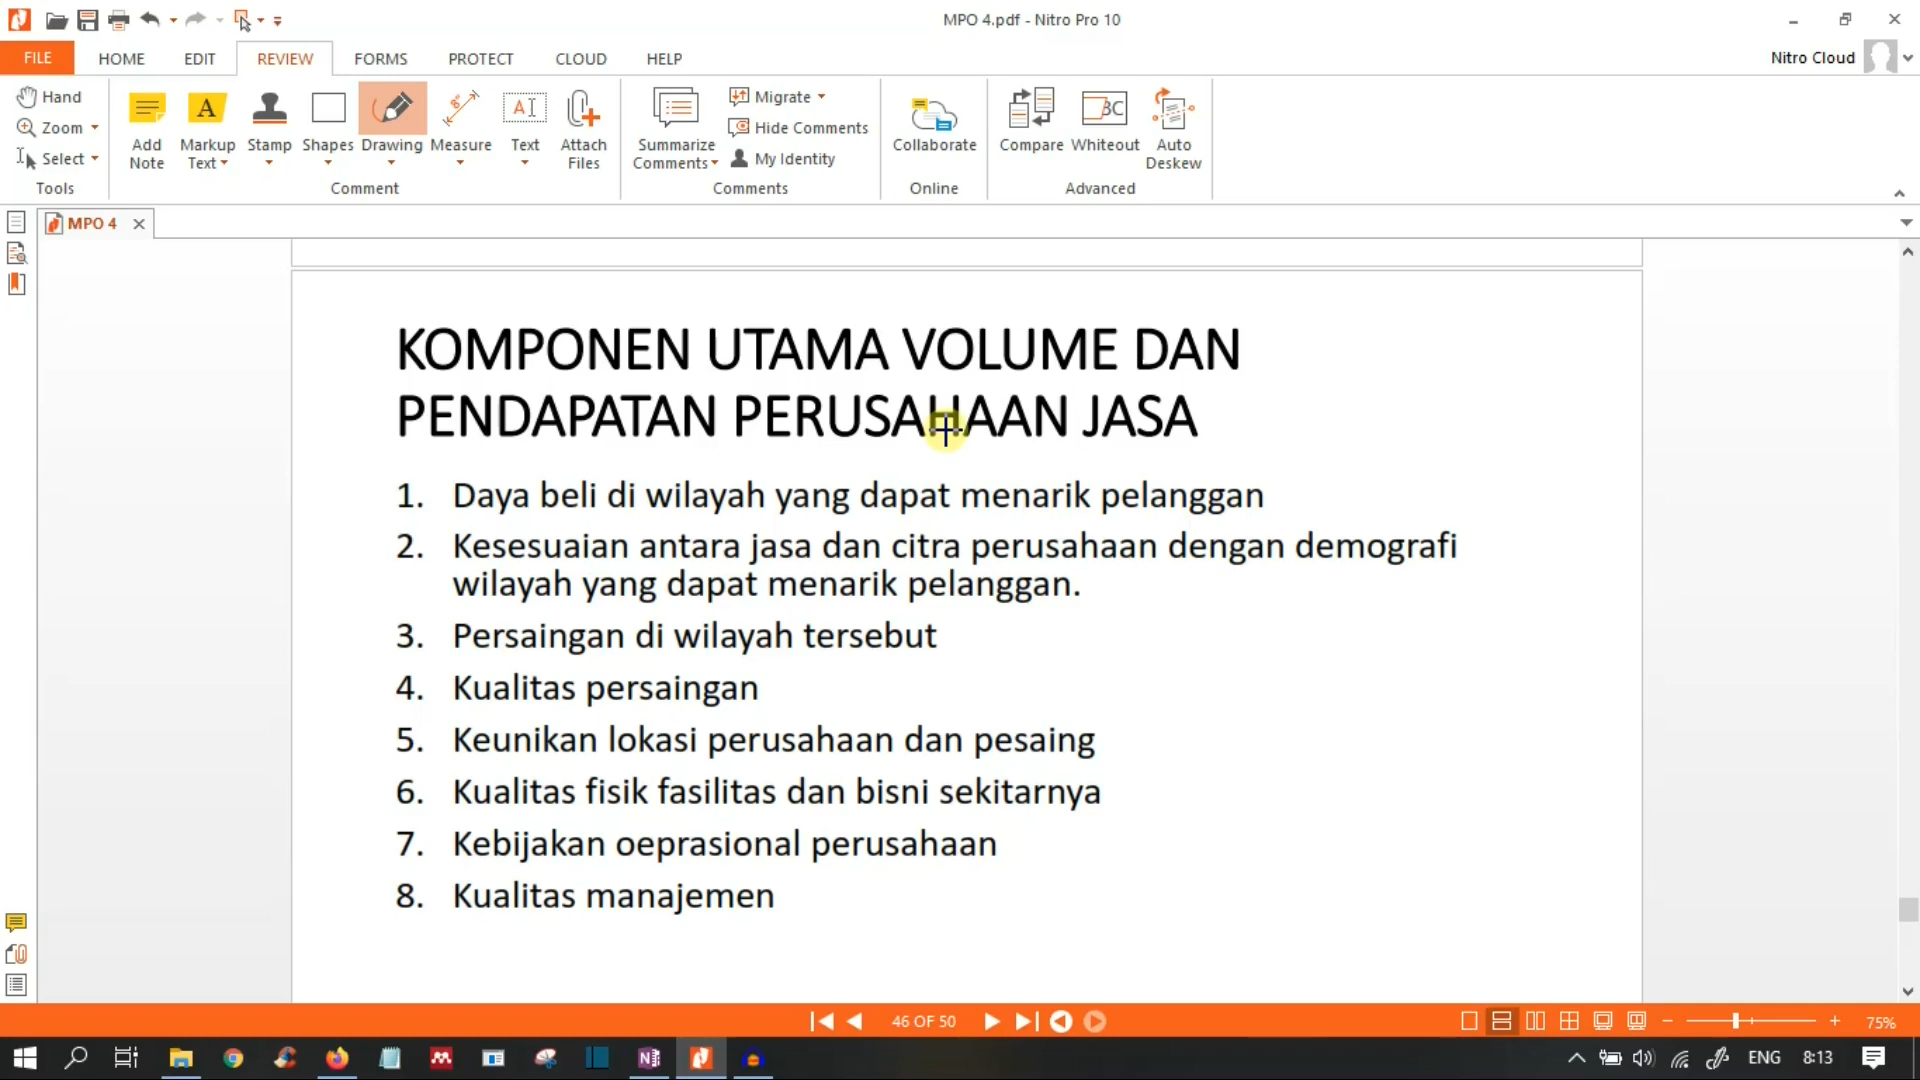 MPO 4.pdf - Nitro Pro 10
FILE HOME EDIT REVIEW FORMS PROTECT CLOUD HELP Nitro Cloud
Hand
Zoom
Select
Tools
Add Note
Markup Text
Stamp
Shapes
Drawing
Measure
Text
Attach Files
Comment
Summarize Comments
Migrate
Hide Comments
My Identity
Comments
Collaborate
Online
Compare
Whiteout
Auto Deskew
Advanced
MPO 4
KOMPONEN UTAMA VOLUME DAN
PENDAPATAN PERUSAHAAN JASA
1. Daya beli di wilayah yang dapat menarik pelanggan
2. Kesesuaian antara jasa dan citra perusahaan dengan demografi
wilayah yang dapat menarik pelanggan.
3. Persaingan di wilayah tersebut
4. Kualitas persaingan
5. Keunikan lokasi perusahaan dan pesaing
6. Kualitas fisik fasilitas dan bisni sekitarnya
7. Kebijakan oeprasional perusahaan
8. Kualitas manajemen
46 OF 50
75%
ENG 8:13